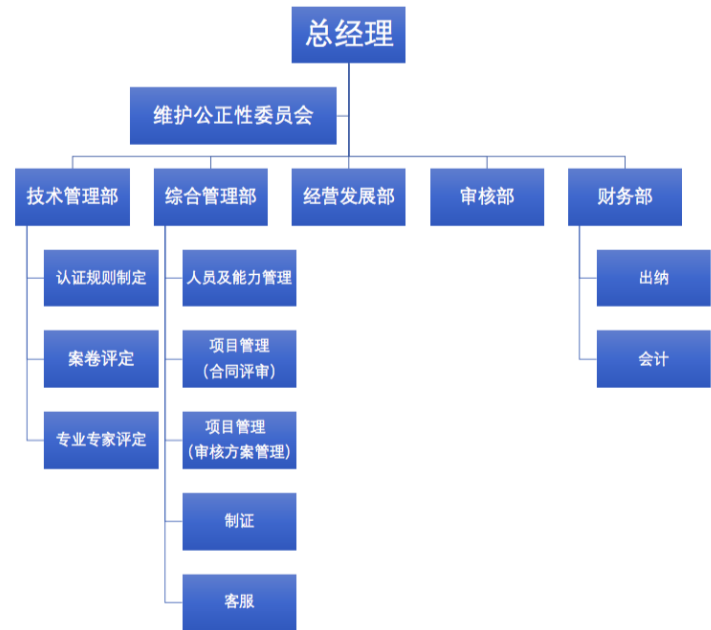 总经理
维护公正性委员会
技术管理部
综合管理部
经营发展部
审核部
财务部
认证规则制定
人员及能力管理
出纳
案卷评定
项目管理
（合同评审）
会计
专业专家评定
项目管理
（审核方案管理）
制证
客服